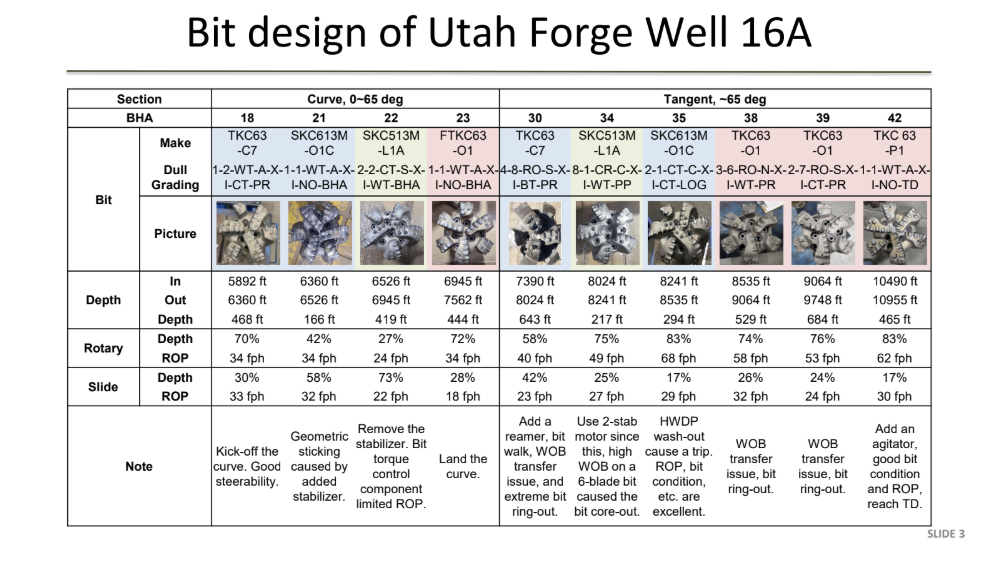 Bit design of Utah Forge Well 16A
Section Curve, 0~65 deg Tangent, ~65 deg
BHA 18 21 22 23 30 34 35 38 39 42
Bit
Make TKC63 -C7 SKC613M -O1C SKC513M -L1A FTKC63 -O1 TKC63 -C7 SKC513M -L1A SKC613M -O1C TKC63 -O1 TKC63 -O1 TKC 63 -P1
Dull Grading 1-2-WT-A-X-I-CT-PR 1-1-WT-A-X-I-NO-BHA 2-2-CT-S-X-I-WT-BHA 1-1-WT-A-X-I-NO-BHA 4-8-RO-S-X-I-BT-PR 8-1-CR-C-X-I-WT-PP 2-1-CT-C-X-I-CT-LOG 3-6-RO-N-X-I-WT-PR 2-7-RO-S-X-I-CT-PR 1-1-WT-A-X-I-NO-TD
Picture
Depth
In 5892 ft 6360 ft 6526 ft 6945 ft 7390 ft 8024 ft 8241 ft 8535 ft 9064 ft 10490 ft
Out 6360 ft 6526 ft 6945 ft 7562 ft 8024 ft 8241 ft 8535 ft 9064 ft 9748 ft 10955 ft
Depth 468 ft 166 ft 419 ft 444 ft 643 ft 217 ft 294 ft 529 ft 684 ft 465 ft
Rotary
Depth 70% 42% 27% 72% 58% 75% 83% 74% 76% 83%
ROP 34 fph 34 fph 24 fph 34 fph 40 fph 49 fph 68 fph 58 fph 53 fph 62 fph
Slide
Depth 30% 58% 73% 28% 42% 25% 17% 26% 24% 17%
ROP 33 fph 32 fph 22 fph 18 fph 23 fph 27 fph 29 fph 32 fph 24 fph 30 fph
Note
Kick-off the curve. Good steerability.
Geometric sticking caused by added stabilizer.
Remove the stabilizer. Bit torque control component limited ROP.
Land the curve.
Add a reamer, bit walk, WOB transfer issue, and extreme bit ring-out.
Use 2-stab motor since this, high WOB on a 6-blade bit caused the bit core-out.
HWDP wash-out cause a trip. ROP, bit condition, etc. are excellent.
WOB transfer issue, bit ring-out.
WOB transfer issue, bit ring-out.
Add an agitator, good bit condition and ROP, reach TD.
SLIDE 3